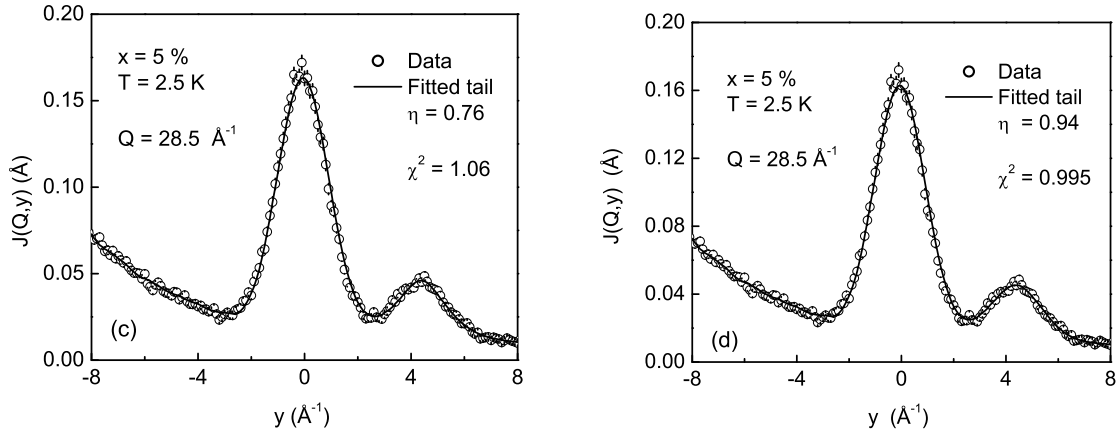 0.20
x = 5 %
T = 2.5 K
Q = 28.5 Å⁻¹
Data
Fitted tail
η = 0.76
χ² = 1.06
0.15
0.10
0.05
0.00
J(Q,y) (Å)
(c)
-8 -4 0 4 8
y (Å⁻¹)
0.20
x = 5 %
T = 2.5 K
Q = 28.5 Å⁻¹
Data
Fitted tail
η = 0.94
χ² = 0.995
0.16
0.12
0.08
0.04
0.00
J(Q,y) (Å)
(d)
-8 -4 0 4 8
y (Å⁻¹)